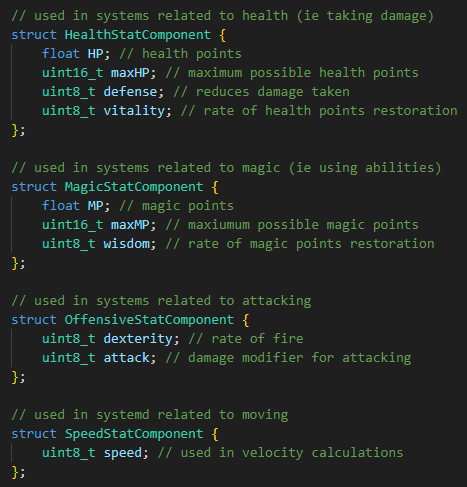 // used in systems related to health (ie taking damage)
struct HealthStatComponent {
    float HP; // health points
    uint16_t maxHP; // maximum possible health points
    uint8_t defense; // reduces damage taken
    uint8_t vitality; // rate of health points restoration
};

// used in systems related to magic (ie using abilities)
struct MagicStatComponent {
    float MP; // magic points
    uint16_t maxMP; // maxiumum possible magic points
    uint8_t wisdom; // rate of magic points restoration
};

// used in systems related to attacking
struct OffensiveStatComponent {
    uint8_t dexterity; // rate of fire
    uint8_t attack; // damage modifier for attacking
};

// used in systemd related to moving
struct SpeedStatComponent {
    uint8_t speed; // used in velocity calculations
};